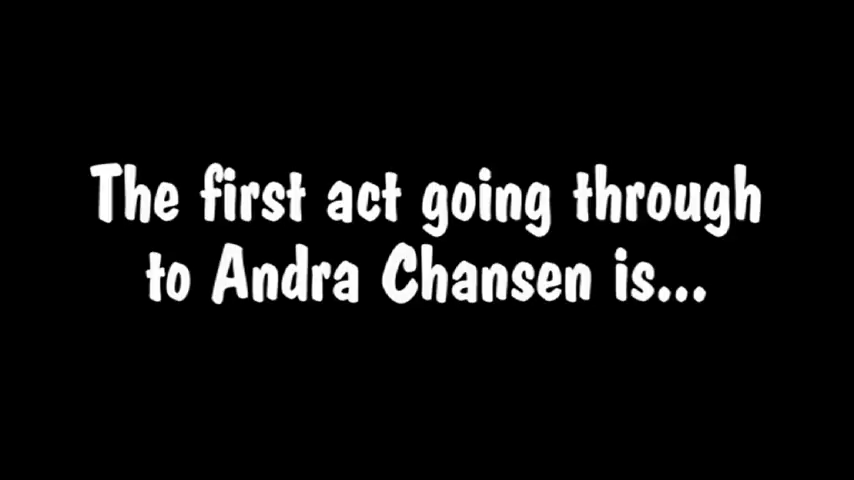 The first act going through
to Andra Chansen is...